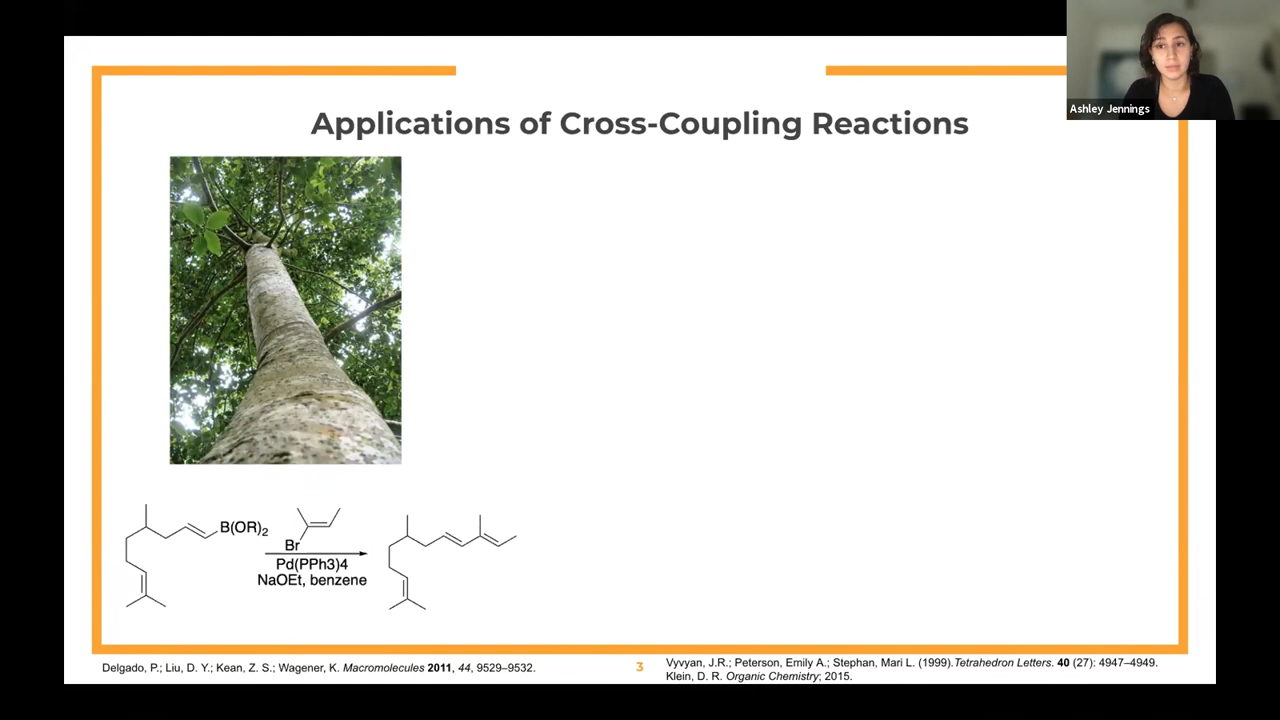 Ashley Jennings
Applications of Cross-Coupling Reactions
B(OR)2
Br
Pd(PPh3)4
NaOEt, benzene
Delgado, P.; Liu, D. Y.; Kean, Z. S.; Wagener, K. Macromolecules 2011, 44, 9529–9532.
3
Vyvyan, J.R.; Peterson, Emily A.; Stephan, Mari L. (1999).Tetrahedron Letters. 40 (27): 4947–4949.
Klein, D. R. Organic Chemistry; 2015.